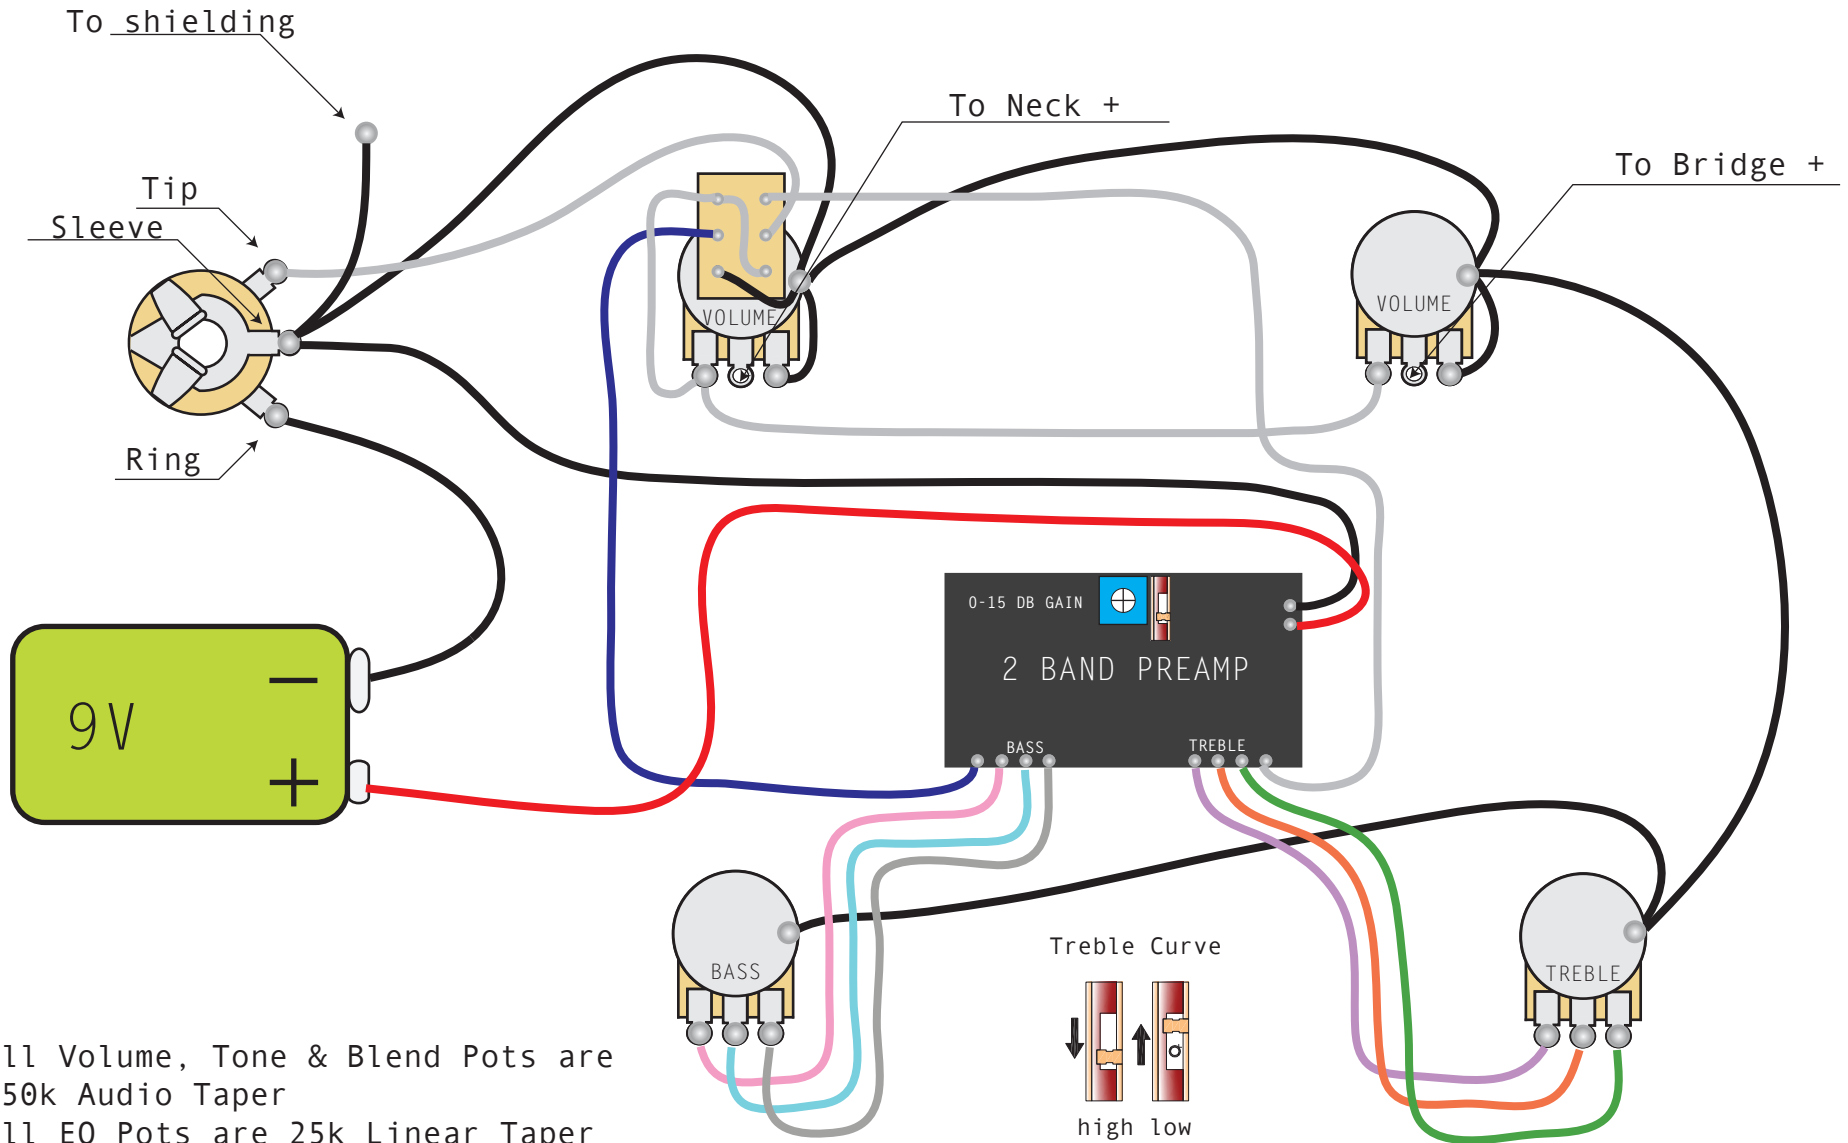 To shielding
To Neck +
To Bridge +
Tip
Sleeve
VOLUME
VOLUME
Ring
0-15 DB GAIN
2 BAND PREAMP
9V
BASS
TREBLE
Treble Curve
BASS
TREBLE
ll Volume, Tone & Blend Pots are
50k Audio Taper
ll EQ Pots are 25k Linear Taper
high low